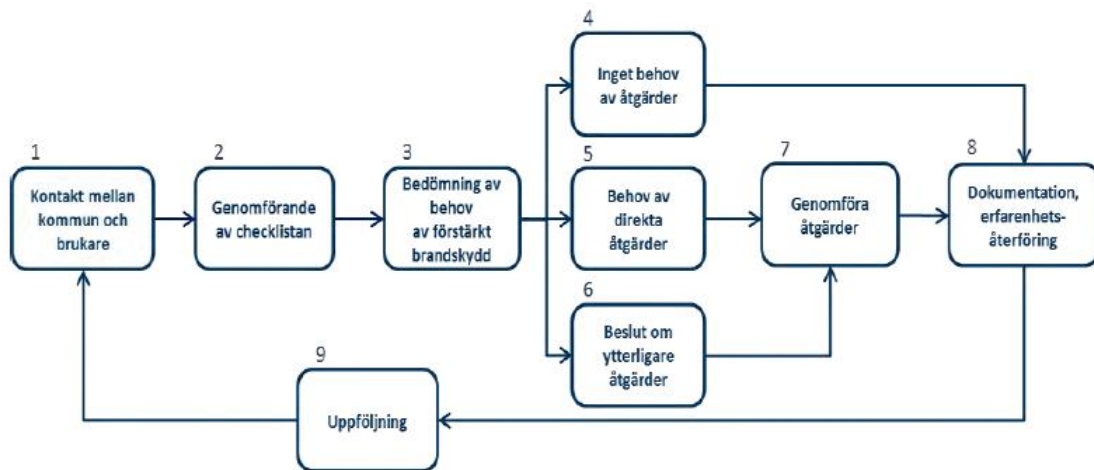 1
Kontakt mellan
kommun och
brukare
2
Genomförande
av checklistan
3
Bedömning av
behov
av förstärkt
brandskydd
4
Inget behov
av åtgärder
5
Behov av
direkta
åtgärder
6
Beslut om
ytterligare
åtgärder
7
Genomföra
åtgärder
8
Dokumentation,
erfarenhets-
återföring
9
Uppföljning